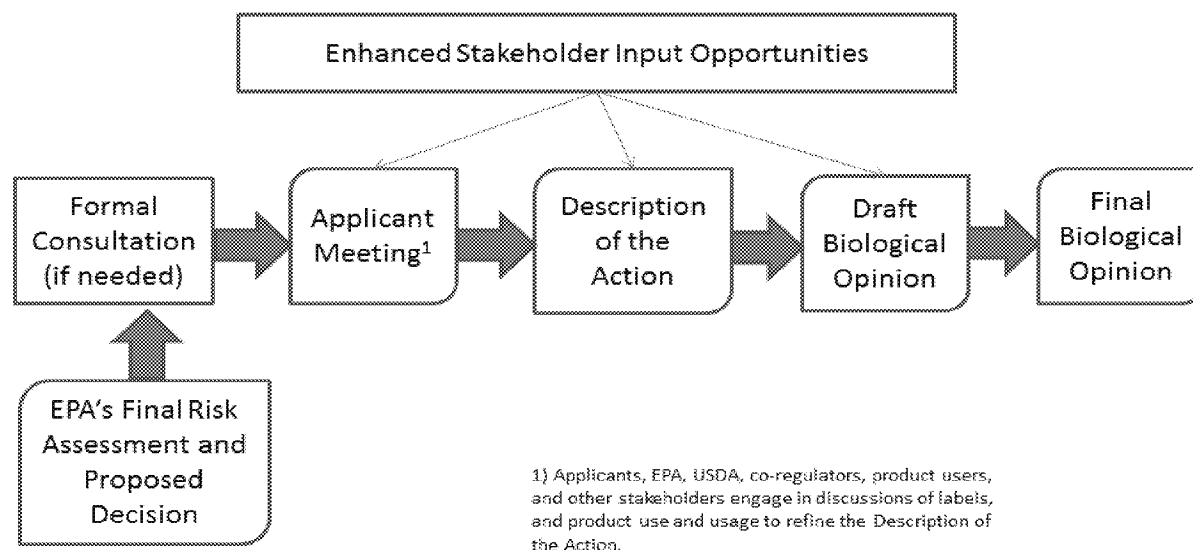 Enhanced Stakeholder Input Opportunities
Formal
Consultation
(if needed)
Applicant
Meeting1
Description
of the
Action
Draft
Biological
Opinion
Final
Biological
Opinion
EPA's Final Risk
Assessment and
Proposed
Decision
1) Applicants, EPA, USDA, co-regulators, product users,
and other stakeholders engage in discussions of labels,
and product use and usage to refine the Description of
the Action.